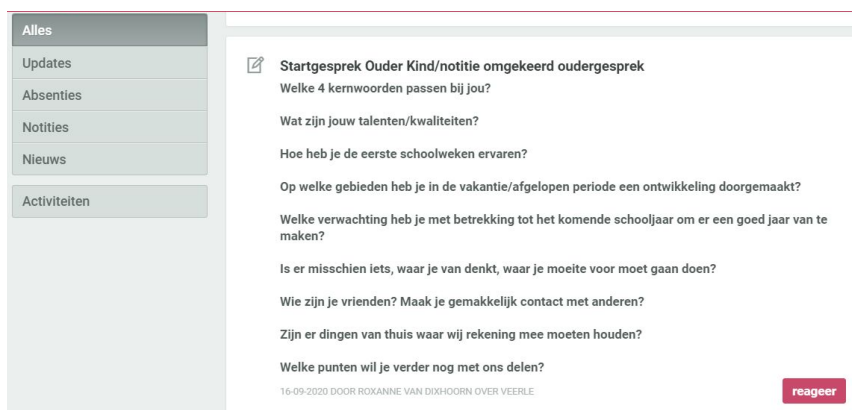 Alles
Updates
Absenties
Notities
Nieuws
Activiteiten
Startgesprek Ouder Kind/notitie omgekeerd oudergesprek
Welke 4 kernwoorden passen bij jou?
Wat zijn jouw talenten/kwaliteiten?
Hoe heb je de eerste schoolweken ervaren?
Op welke gebieden heb je in de vakantie/afgelopen periode een ontwikkeling doorgemaakt?
Welke verwachting heb je met betrekking tot het komende schooljaar om er een goed jaar van te
maken?
Is er misschien iets, waar je van denkt, waar je moeite voor moet gaan doen?
Wie zijn je vrienden? Maak je gemakkelijk contact met anderen?
Zijn er dingen van thuis waar wij rekening mee moeten houden?
Welke punten wil je verder nog met ons delen?
16-09-2020 DOOR ROXANNE VAN DIXHOORN OVER VEERLE
reageer